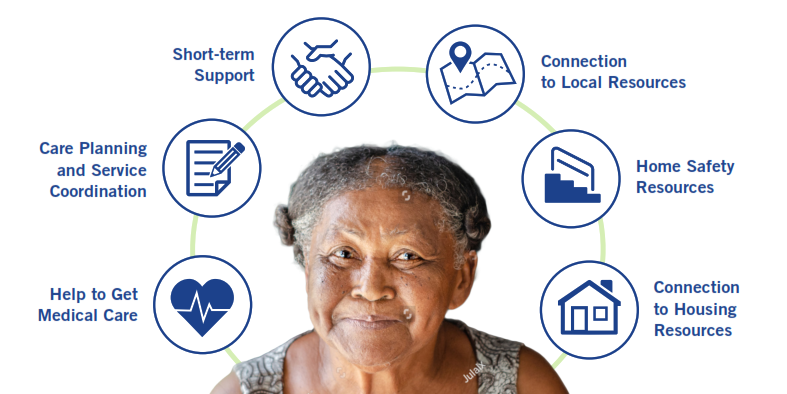 Short-term
Support
Connection
to Local Resources
Care Planning
and Service
Coordination
Home Safety
Resources
Help to Get
Medical Care
Connection
to Housing
Resources